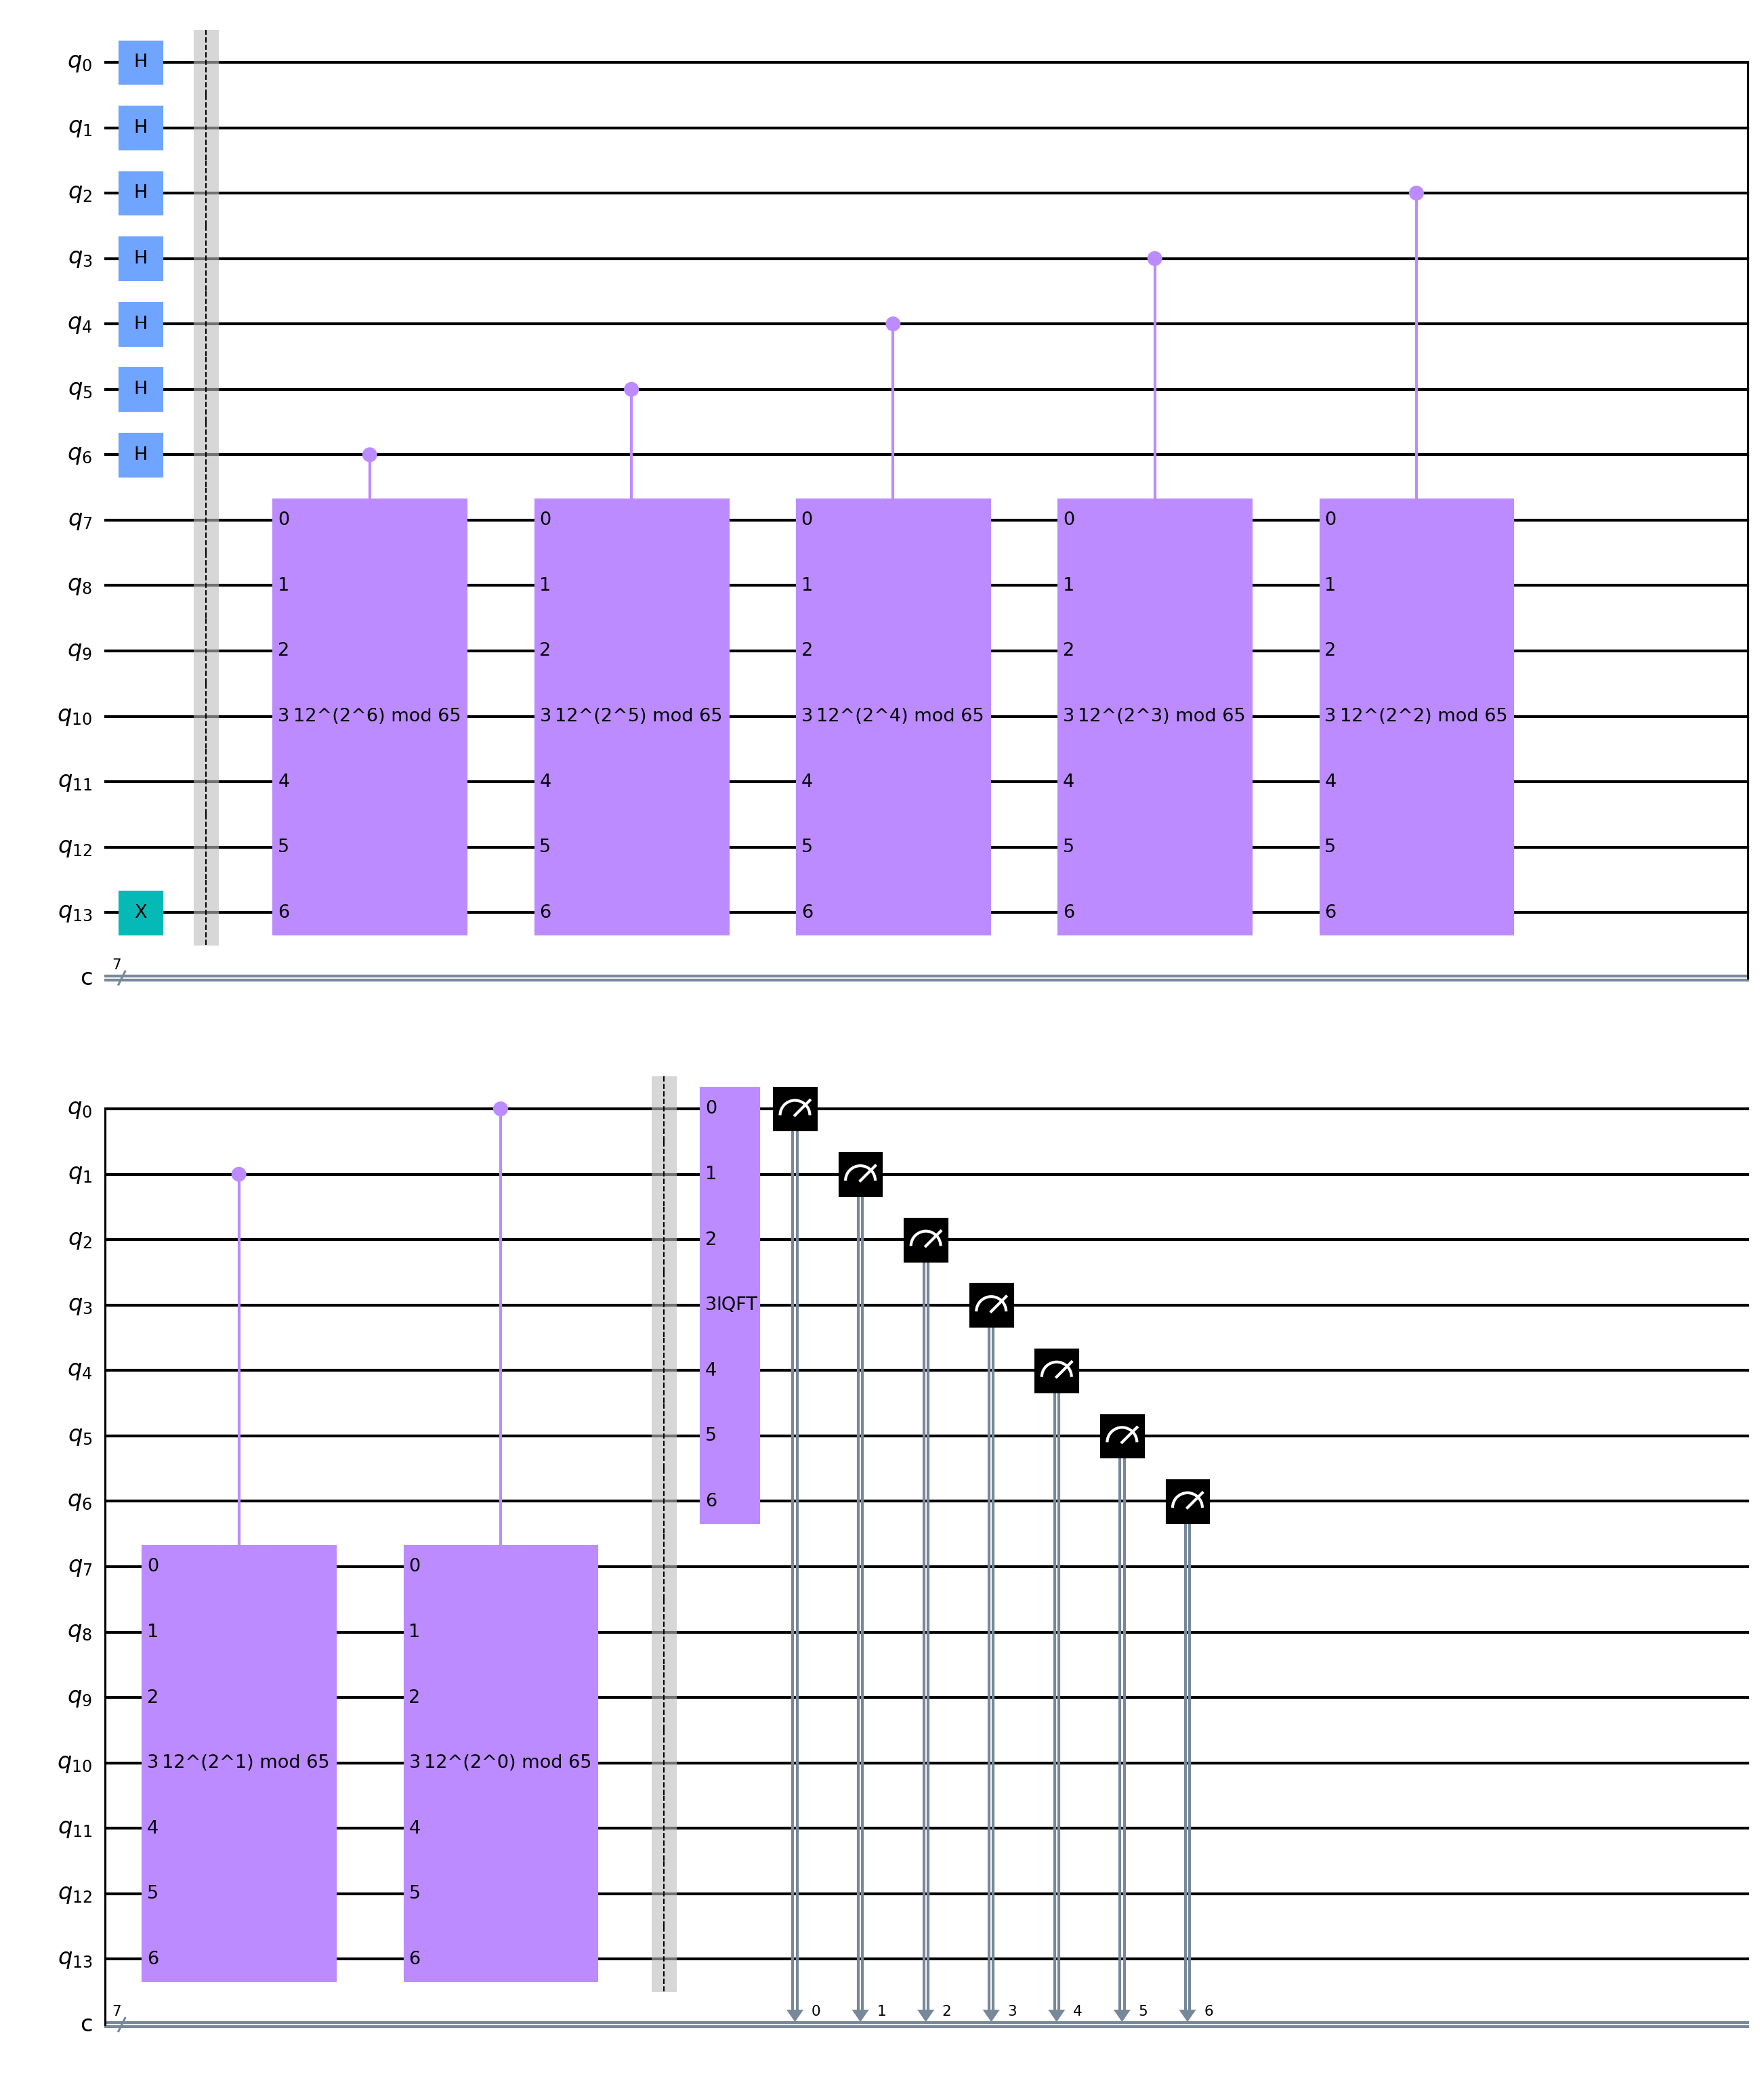 q0 H
q1 H
q2 H
q3 H
q4 H
q5 H
q6 H
q7 0 0 0 0 0
q8 1 1 1 1 1
q9 2 2 2 2 2
q10 3 12^(2^6) mod 65 3 12^(2^5) mod 65 3 12^(2^4) mod 65 3 12^(2^3) mod 65 3 12^(2^2) mod 65
q11 4 4 4 4 4
q12 5 5 5 5 5
q13 X 6 6 6 6 6
7
c
q0 0
q1 1
q2 2
q3 3 IQFT
q4 4
q5 5
q6 6
q7 0 0
q8 1 1
q9 2 2
q10 3 12^(2^1) mod 65 3 12^(2^0) mod 65
q11 4 4
q12 5 5
q13 6 6
7 0 1 2 3 4 5 6
c